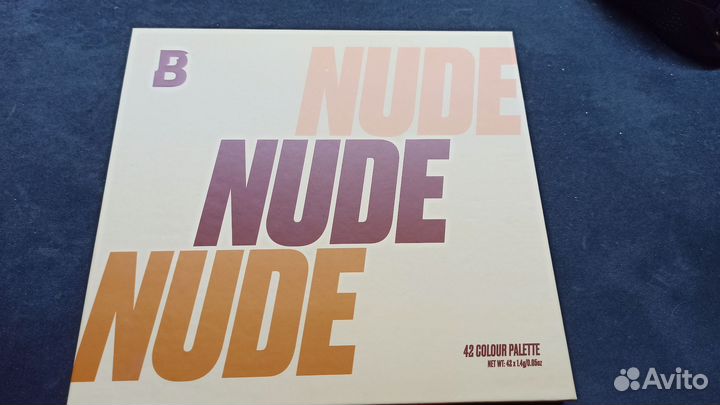 B
NUDE
NUDE
NUDE
42 COLOUR PALETTE
NET WT: 42 x 1.4g/0.05oz
Avito